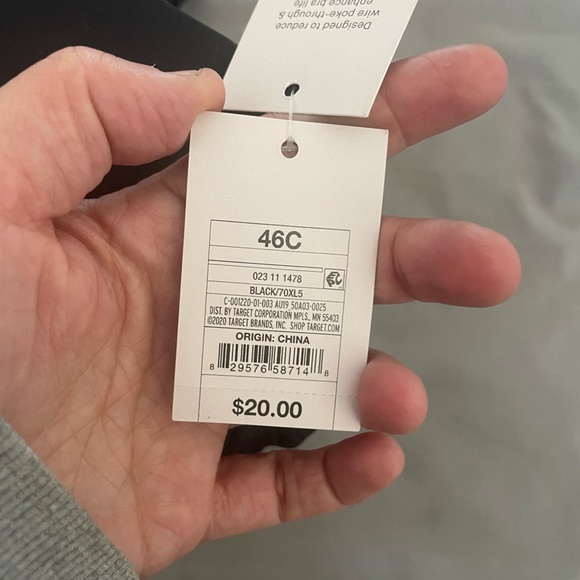 Designed to reduce
wire poke-through &
enhance bra life
46C
023 11 1478
BLACK/70XL5
C-001220-01-003 AU19_50A03-0025
DIST. BY TARGET CORPORATION MPLS., MN 55403
©2020 TARGET BRANDS, INC. SHOP TARGET.COM
ORIGIN: CHINA
8 29576 58714 8
$20.00